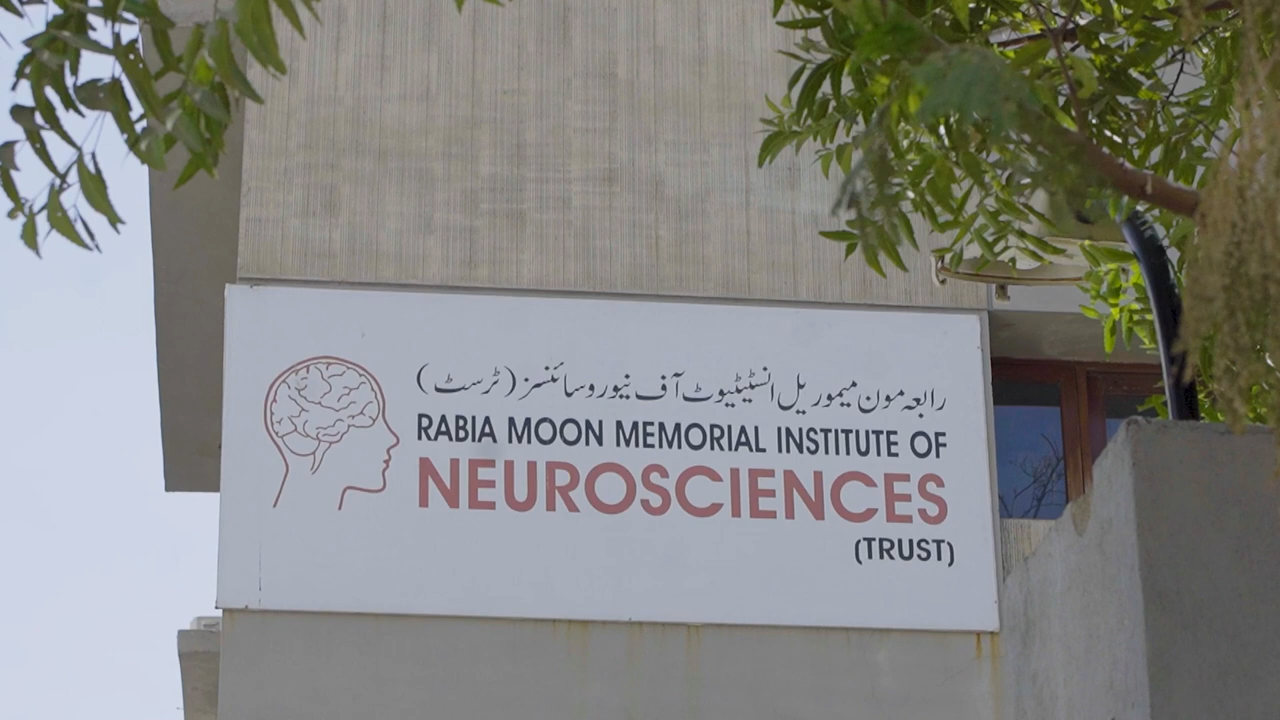 رابعہ مون میموریل انسٹیٹیوٹ آف نیوروسائنسز (ٹرسٹ)
RABIA MOON MEMORIAL INSTITUTE OF
NEUROSCIENCES
(TRUST)